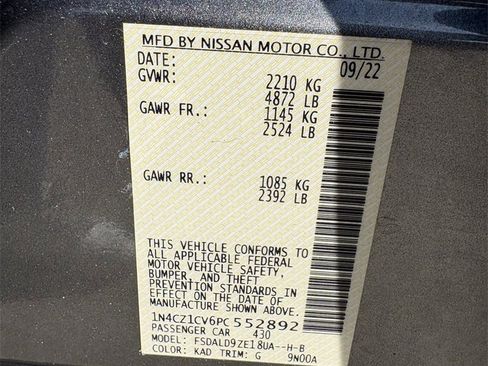 MFD BY NISSAN MOTOR CO., LTD.
DATE: 09/22
GVWR: 2210 KG
4872 LB
GAWR FR.: 1145 KG
2524 LB
GAWR RR.: 1085 KG
2392 LB
THIS VEHICLE CONFORMS TO
ALL APPLICABLE FEDERAL
MOTOR VEHICLE SAFETY,
BUMPER, AND THEFT
PREVENTION STANDARDS IN
EFFECT ON THE DATE OF
MANUFACTURE SHOWN ABOVE.
1N4CZ1CV6PC552892
PASSENGER CAR 430
MODEL: FSDALD9ZE18UA--H-B
COLOR: KAD TRIM: G 9N00A